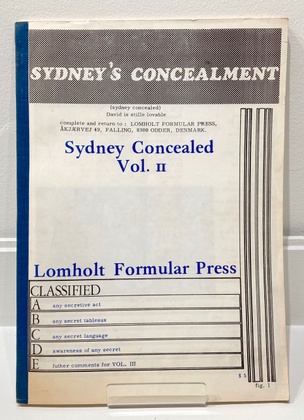 SYDNEY'S CONCEALMENT
(sydney concealed)
David is stille lovable
complete and return to : LOMHOLT FORMULAR PRESS,
ÅKJÆRVEJ 49, FALLING, 8300 ODDER, DENMARK.
Sydney Concealed
Vol. II
Lomholt Formular Press
CLASSIFIED
A any secretive act
B any secret tableaux
C any secret language
D awareness of any secret
E futher comments for VOL. III
$ 5
fig. 1